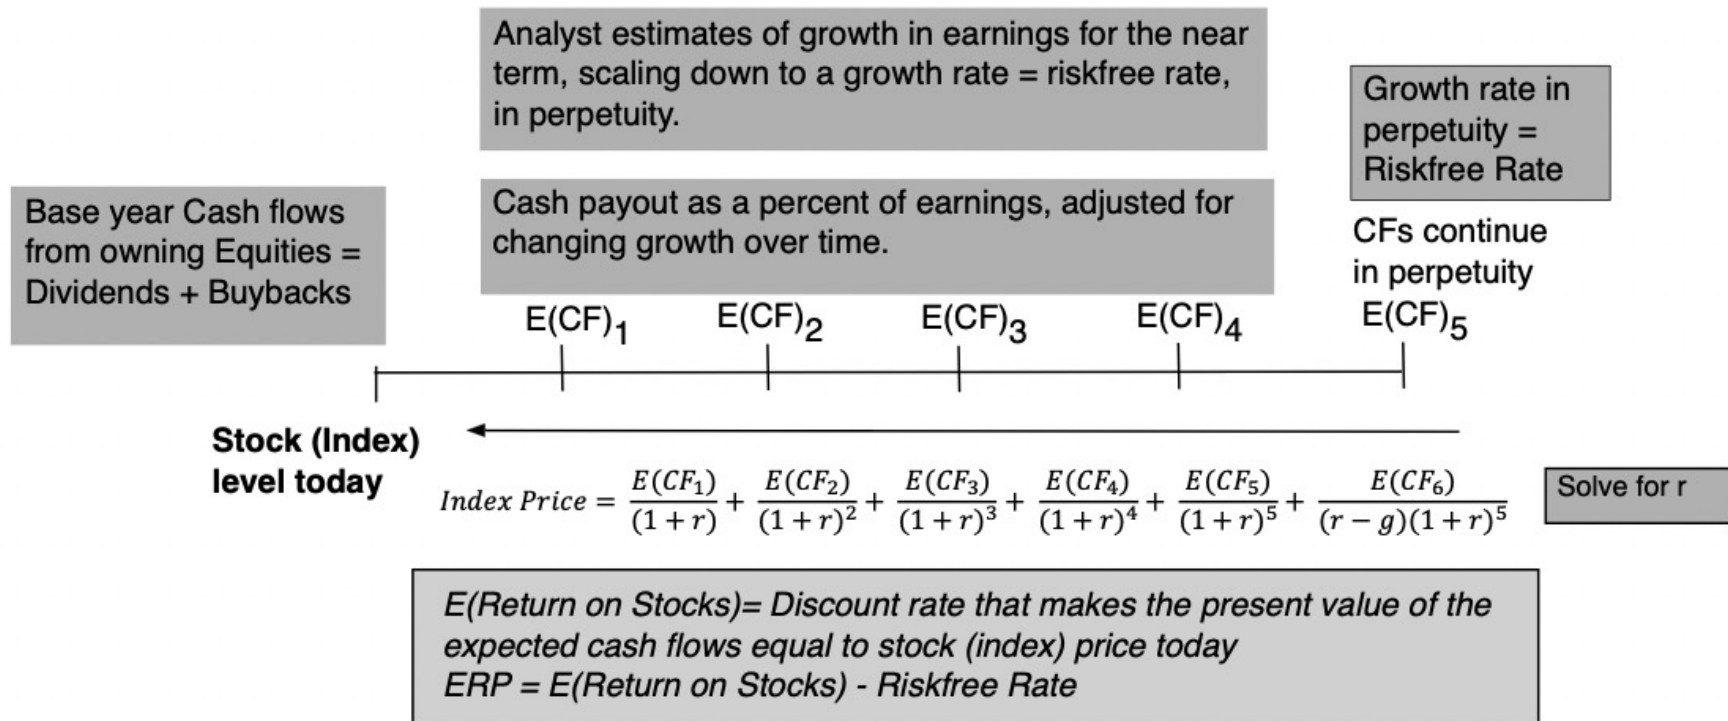 Analyst estimates of growth in earnings for the near
term, scaling down to a growth rate = riskfree rate,
in perpetuity.
Growth rate in
perpetuity =
Riskfree Rate
Base year Cash flows
from owning Equities =
Dividends + Buybacks
Cash payout as a percent of earnings, adjusted for
changing growth over time.
CFs continue
in perpetuity
E(CF)₁ E(CF)₂ E(CF)₃ E(CF)₄ E(CF)₅
Stock (Index)
level today
Index Price = E(CF₁)/(1 + r) + E(CF₂)/(1 + r)² + E(CF₃)/(1 + r)³ + E(CF₄)/(1 + r)⁴ + E(CF₅)/(1 + r)⁵ + E(CF₆)/(r − g)(1 + r)⁵
Solve for r
E(Return on Stocks)= Discount rate that makes the present value of the
expected cash flows equal to stock (index) price today
ERP = E(Return on Stocks) - Riskfree Rate